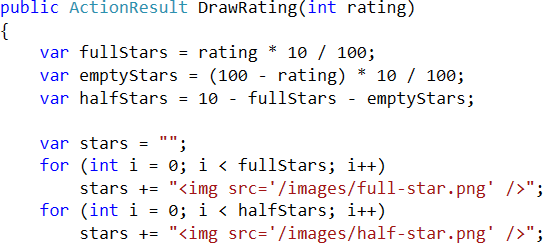 public ActionResult DrawRating(int rating)
{
    var fullStars = rating * 10 / 100;
    var emptyStars = (100 - rating) * 10 / 100;
    var halfStars = 10 - fullStars - emptyStars;

    var stars = "";
    for (int i = 0; i < fullStars; i++)
        stars += "<img src='/images/full-star.png' />";
    for (int i = 0; i < halfStars; i++)
        stars += "<img src='/images/half-star.png' />";